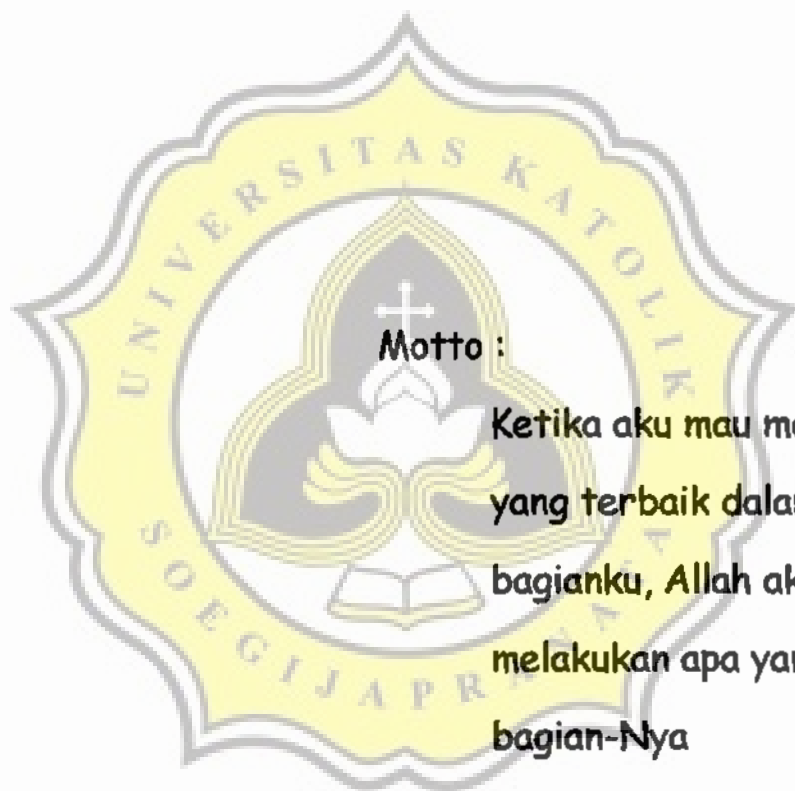 UNIVERSITAS KATOLIK
SOEGIJAPRANATA
Motto :
Ketika aku mau
yang terbaik
bagianku, Allah
melakukan apa
bagian-Nya